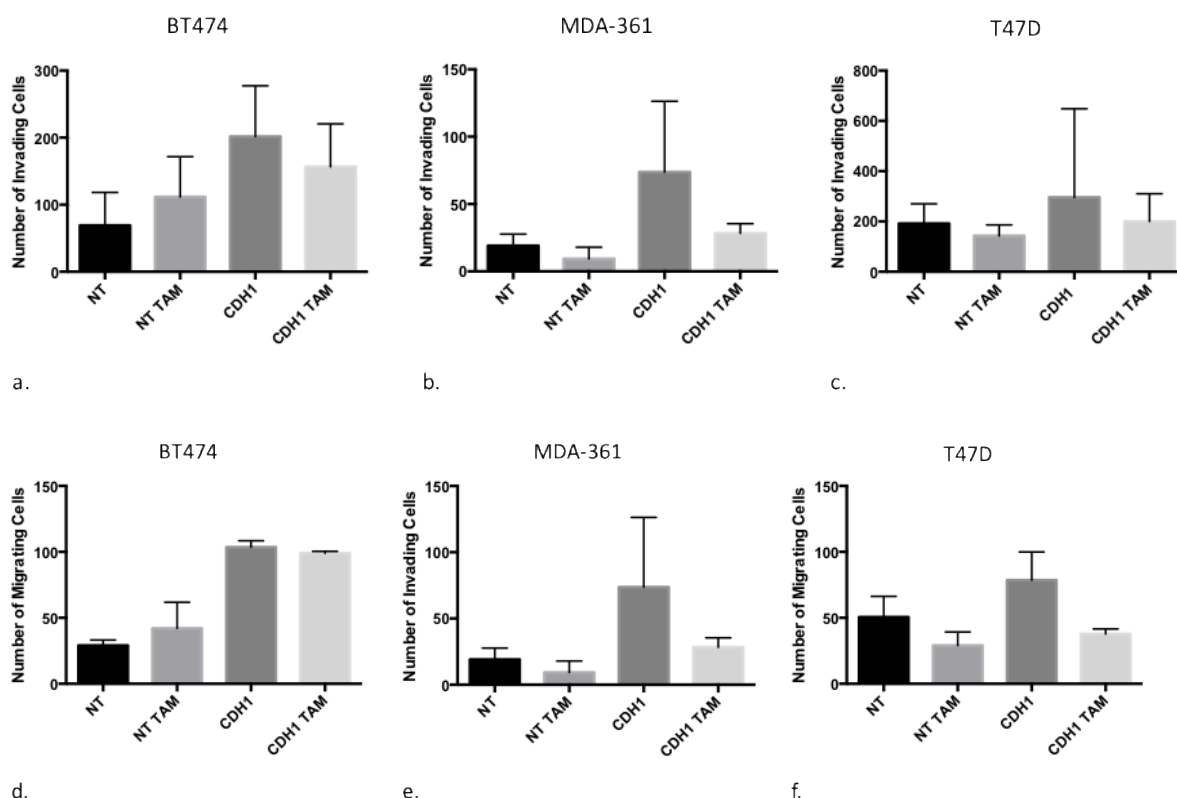 BT474
Number of Invading Cells
300
200
100
0
NT
NT TAM
CDH1
CDH1 TAM
a.
MDA-361
Number of Invading Cells
150
100
50
0
NT
NT TAM
CDH1
CDH1 TAM
b.
T47D
Number of Invading Cells
800
600
400
200
0
NT
NT TAM
CDH1
CDH1 TAM
c.
BT474
Number of Migrating Cells
150
100
50
0
NT
NT TAM
CDH1
CDH1 TAM
d.
MDA-361
Number of Invading Cells
150
100
50
0
NT
NT TAM
CDH1
CDH1 TAM
e.
T47D
Number of Migrating Cells
150
100
50
0
NT
NT TAM
CDH1
CDH1 TAM
f.